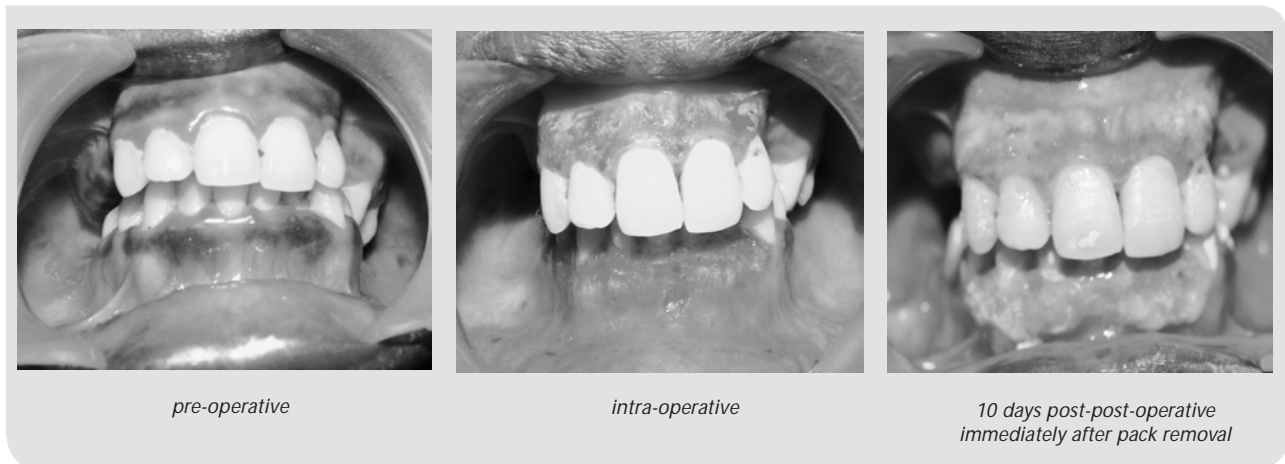 pre-operative
intra-operative
10 days post-post-operative
immediately after pack removal